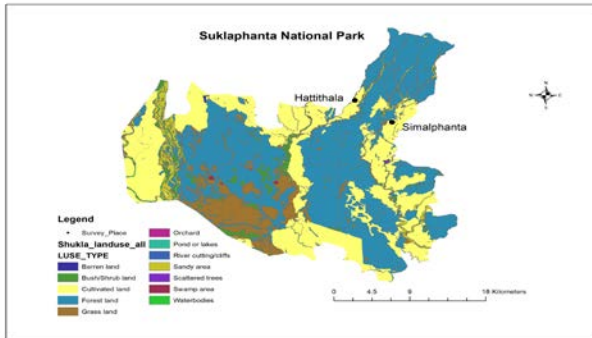 Suklaphanta National Park
Hattithala
Simalphanta
N
Legend
Survey_Place
Shukla_landuse_all
LUSE_TYPE
Barren land
Bush/Shrub land
Cultivated land
Forest land
Grass land
Orchard
Pond or lakes
River cutting/cliffs
Sandy area
Scattered trees
Swamp area
Waterbodies
0 4.5 9 18 Kilometers